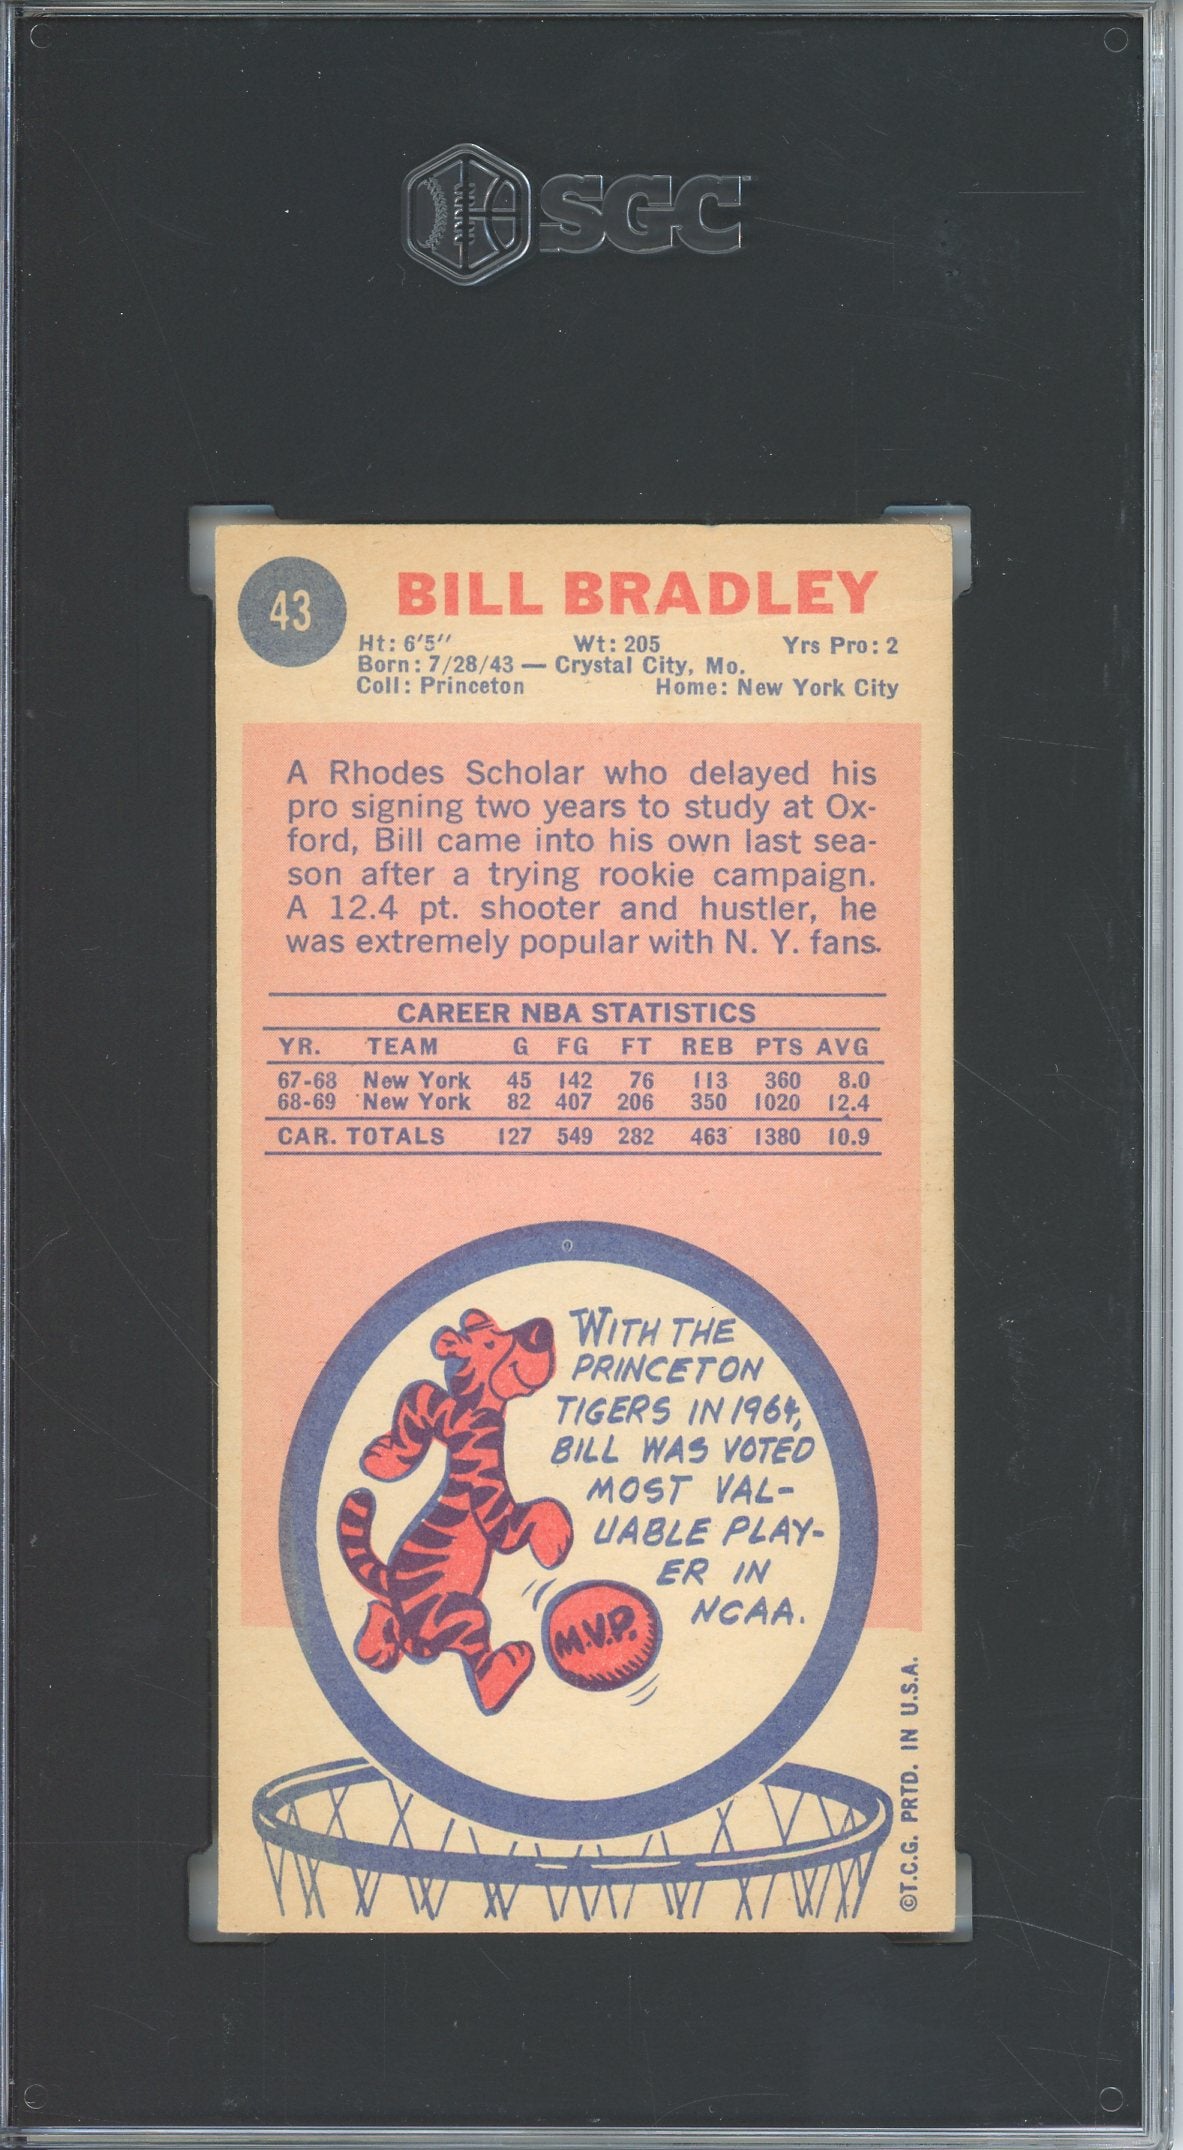 SGC
43
BILL BRADLEY
Ht: 6'5" Wt: 205 Yrs Pro: 2
Born: 7/28/43 — Crystal City, Mo.
Coll: Princeton Home: New York City
A Rhodes Scholar who delayed his
pro signing two years to study at Ox-
ford, Bill came into his own last sea-
son after a trying rookie campaign.
A 12.4 pt. shooter and hustler, he
was extremely popular with N. Y. fans.
CAREER NBA STATISTICS
YR. TEAM G FG FT REB PTS AVG
67-68 New York 45 142 76 113 360 8.0
68-69 New York 82 407 206 350 1020 12.4
CAR. TOTALS 127 549 282 463 1380 10.9
WITH THE
PRINCETON
TIGERS IN 1964,
BILL WAS VOTED
MOST VAL-
UABLE PLAY-
ER IN
NCAA.
M.V.P.
©T.C.G. PRTD. IN U.S.A.